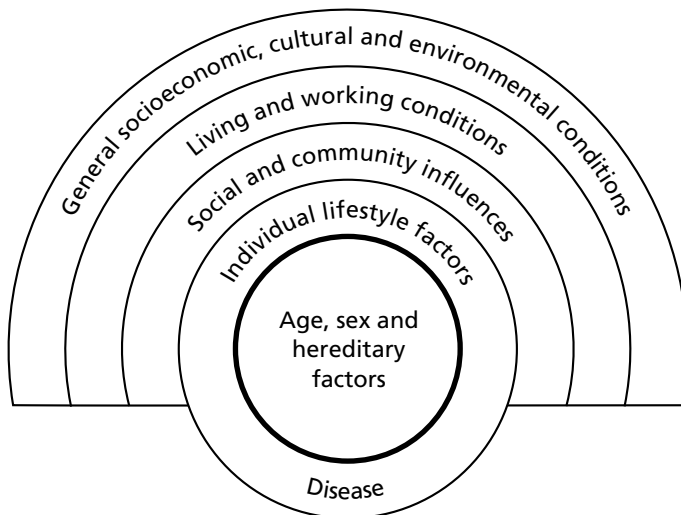 General socioeconomic, cultural and environmental conditions
Living and working conditions
Social and community influences
Individual lifestyle factors
Age, sex and
hereditary
factors
Disease